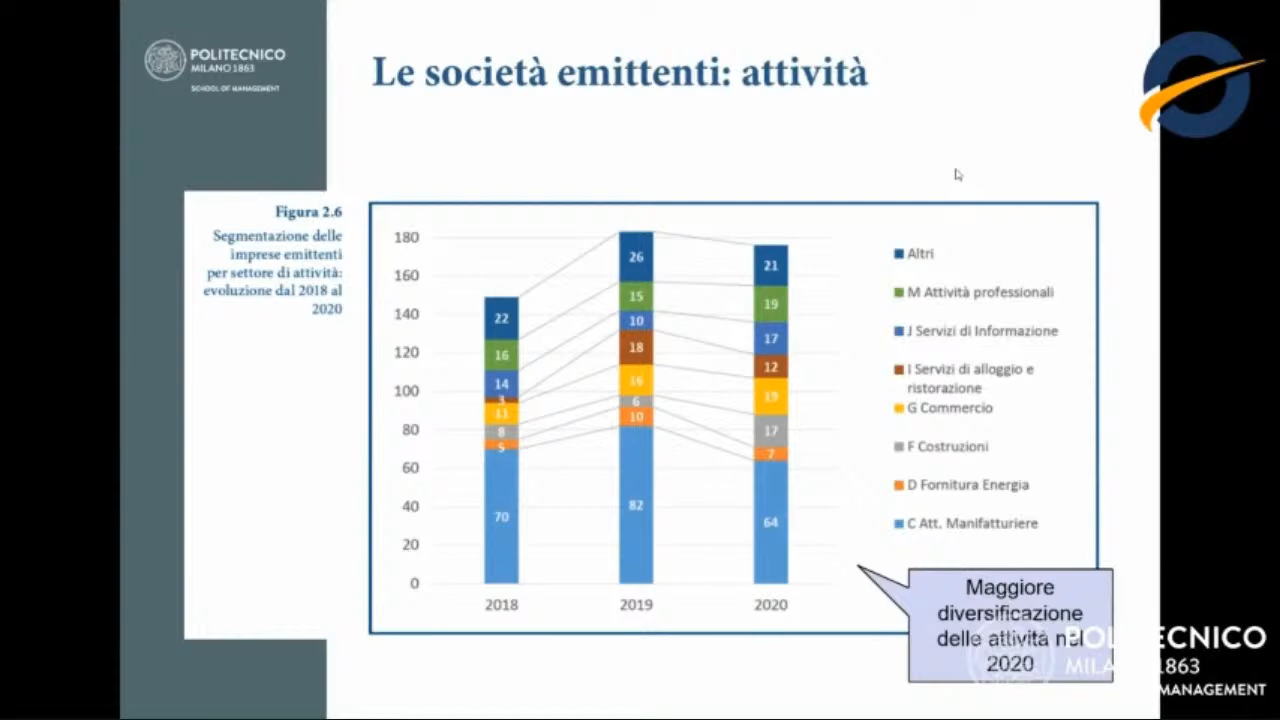 POLITECNICO
MILANO 1863
SCHOOL OF MANAGEMENT
Le società emittenti: attività
Figura 2.6
Segmentazione delle
imprese emittenti
per settore di attività:
evoluzione dal 2018 al
2020
180
160
140
120
100
80
60
40
20
0
22
16
14
3
11
8
5
70
26
15
10
18
16
6
10
82
21
19
17
12
19
17
7
64
2018
2019
2020
Altri
M Attività professionali
J Servizi di Informazione
I Servizi di alloggio e
ristorazione
G Commercio
F Costruzioni
D Fornitura Energia
C Att. Manifatturiere
Maggiore
diversificazione
delle attività nel
2020
POLITECNICO
MILANO 1863
MANAGEMENT